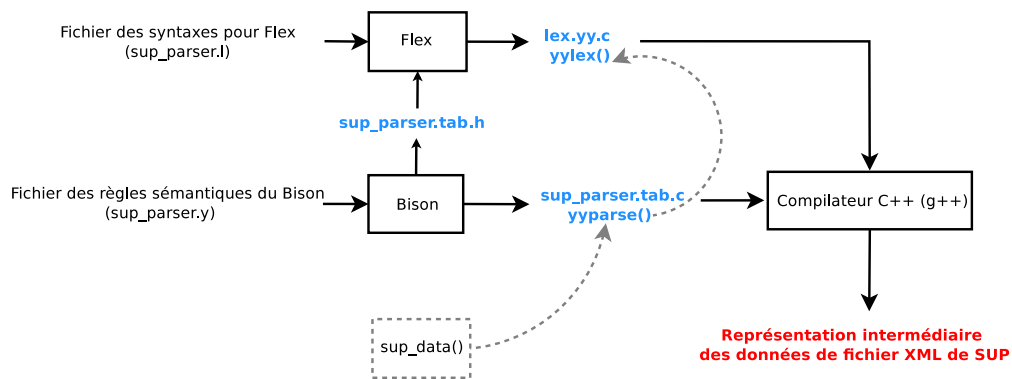 Fichier des syntaxes pour Flex
(sup_parser.l)
Flex
lex.yy.c
yylex()
sup_parser.tab.h
Fichier des règles sémantiques du Bison
(sup_parser.y)
Bison
sup_parser.tab.c
yyparse()
Compilateur C++ (g++)
sup_data()
Représentation intermédiaire
des données de fichier XML de SUP